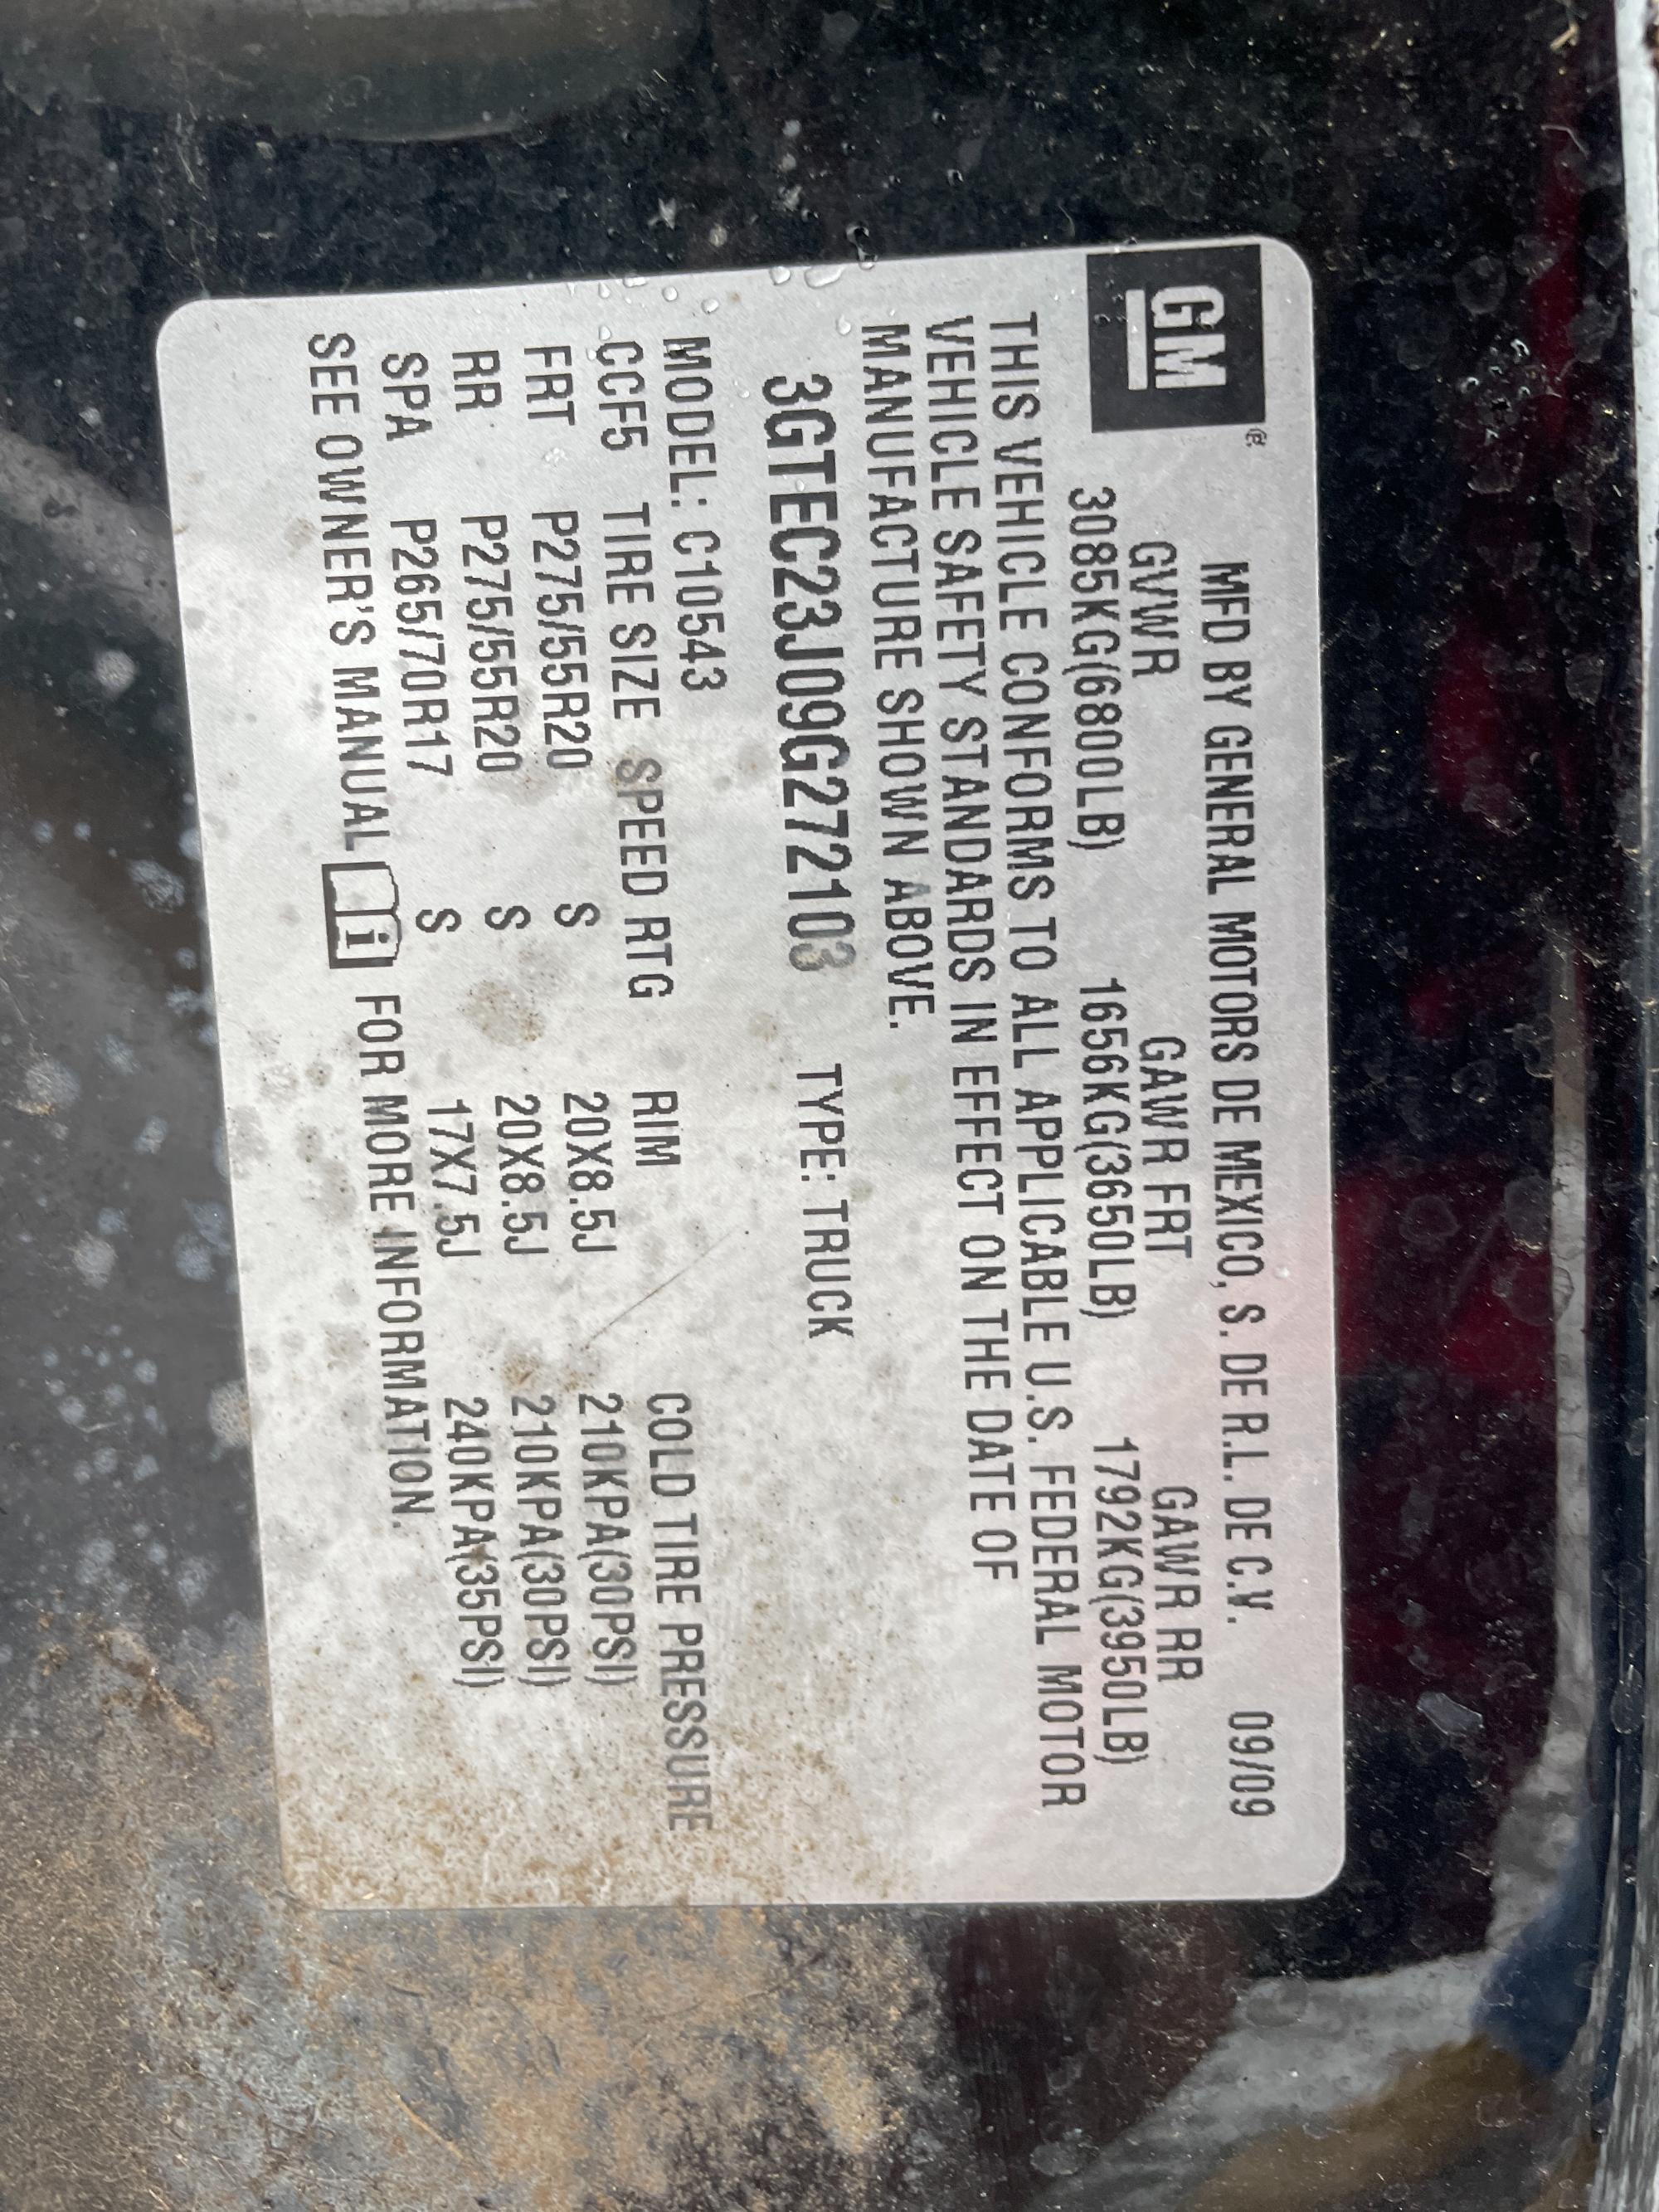 GM®
MFD BY GENERAL MOTORS DE MEXICO, S. DE R.L. DE C.V. 09/09
GVWR GAWR FRT GAWR RR
3085KG(6800LB) 1656KG(3650LB) 1792KG(3950LB)
THIS VEHICLE CONFORMS TO ALL APPLICABLE U.S. FEDERAL MOTOR
VEHICLE SAFETY STANDARDS IN EFFECT ON THE DATE OF
MANUFACTURE SHOWN ABOVE.
3GTEC23J09G272103 TYPE: TRUCK
MODEL: C10543
CCF5 TIRE SIZE SPEED RTG RIM COLD TIRE PRESSURE
FRT P275/55R20 S 20X8.5J 210KPA(30PSI)
RR P275/55R20 S 20X8.5J 210KPA(30PSI)
SPA P265/70R17 S 17X7.5J 240KPA(35PSI)
SEE OWNER'S MANUAL i FOR MORE INFORMATION.